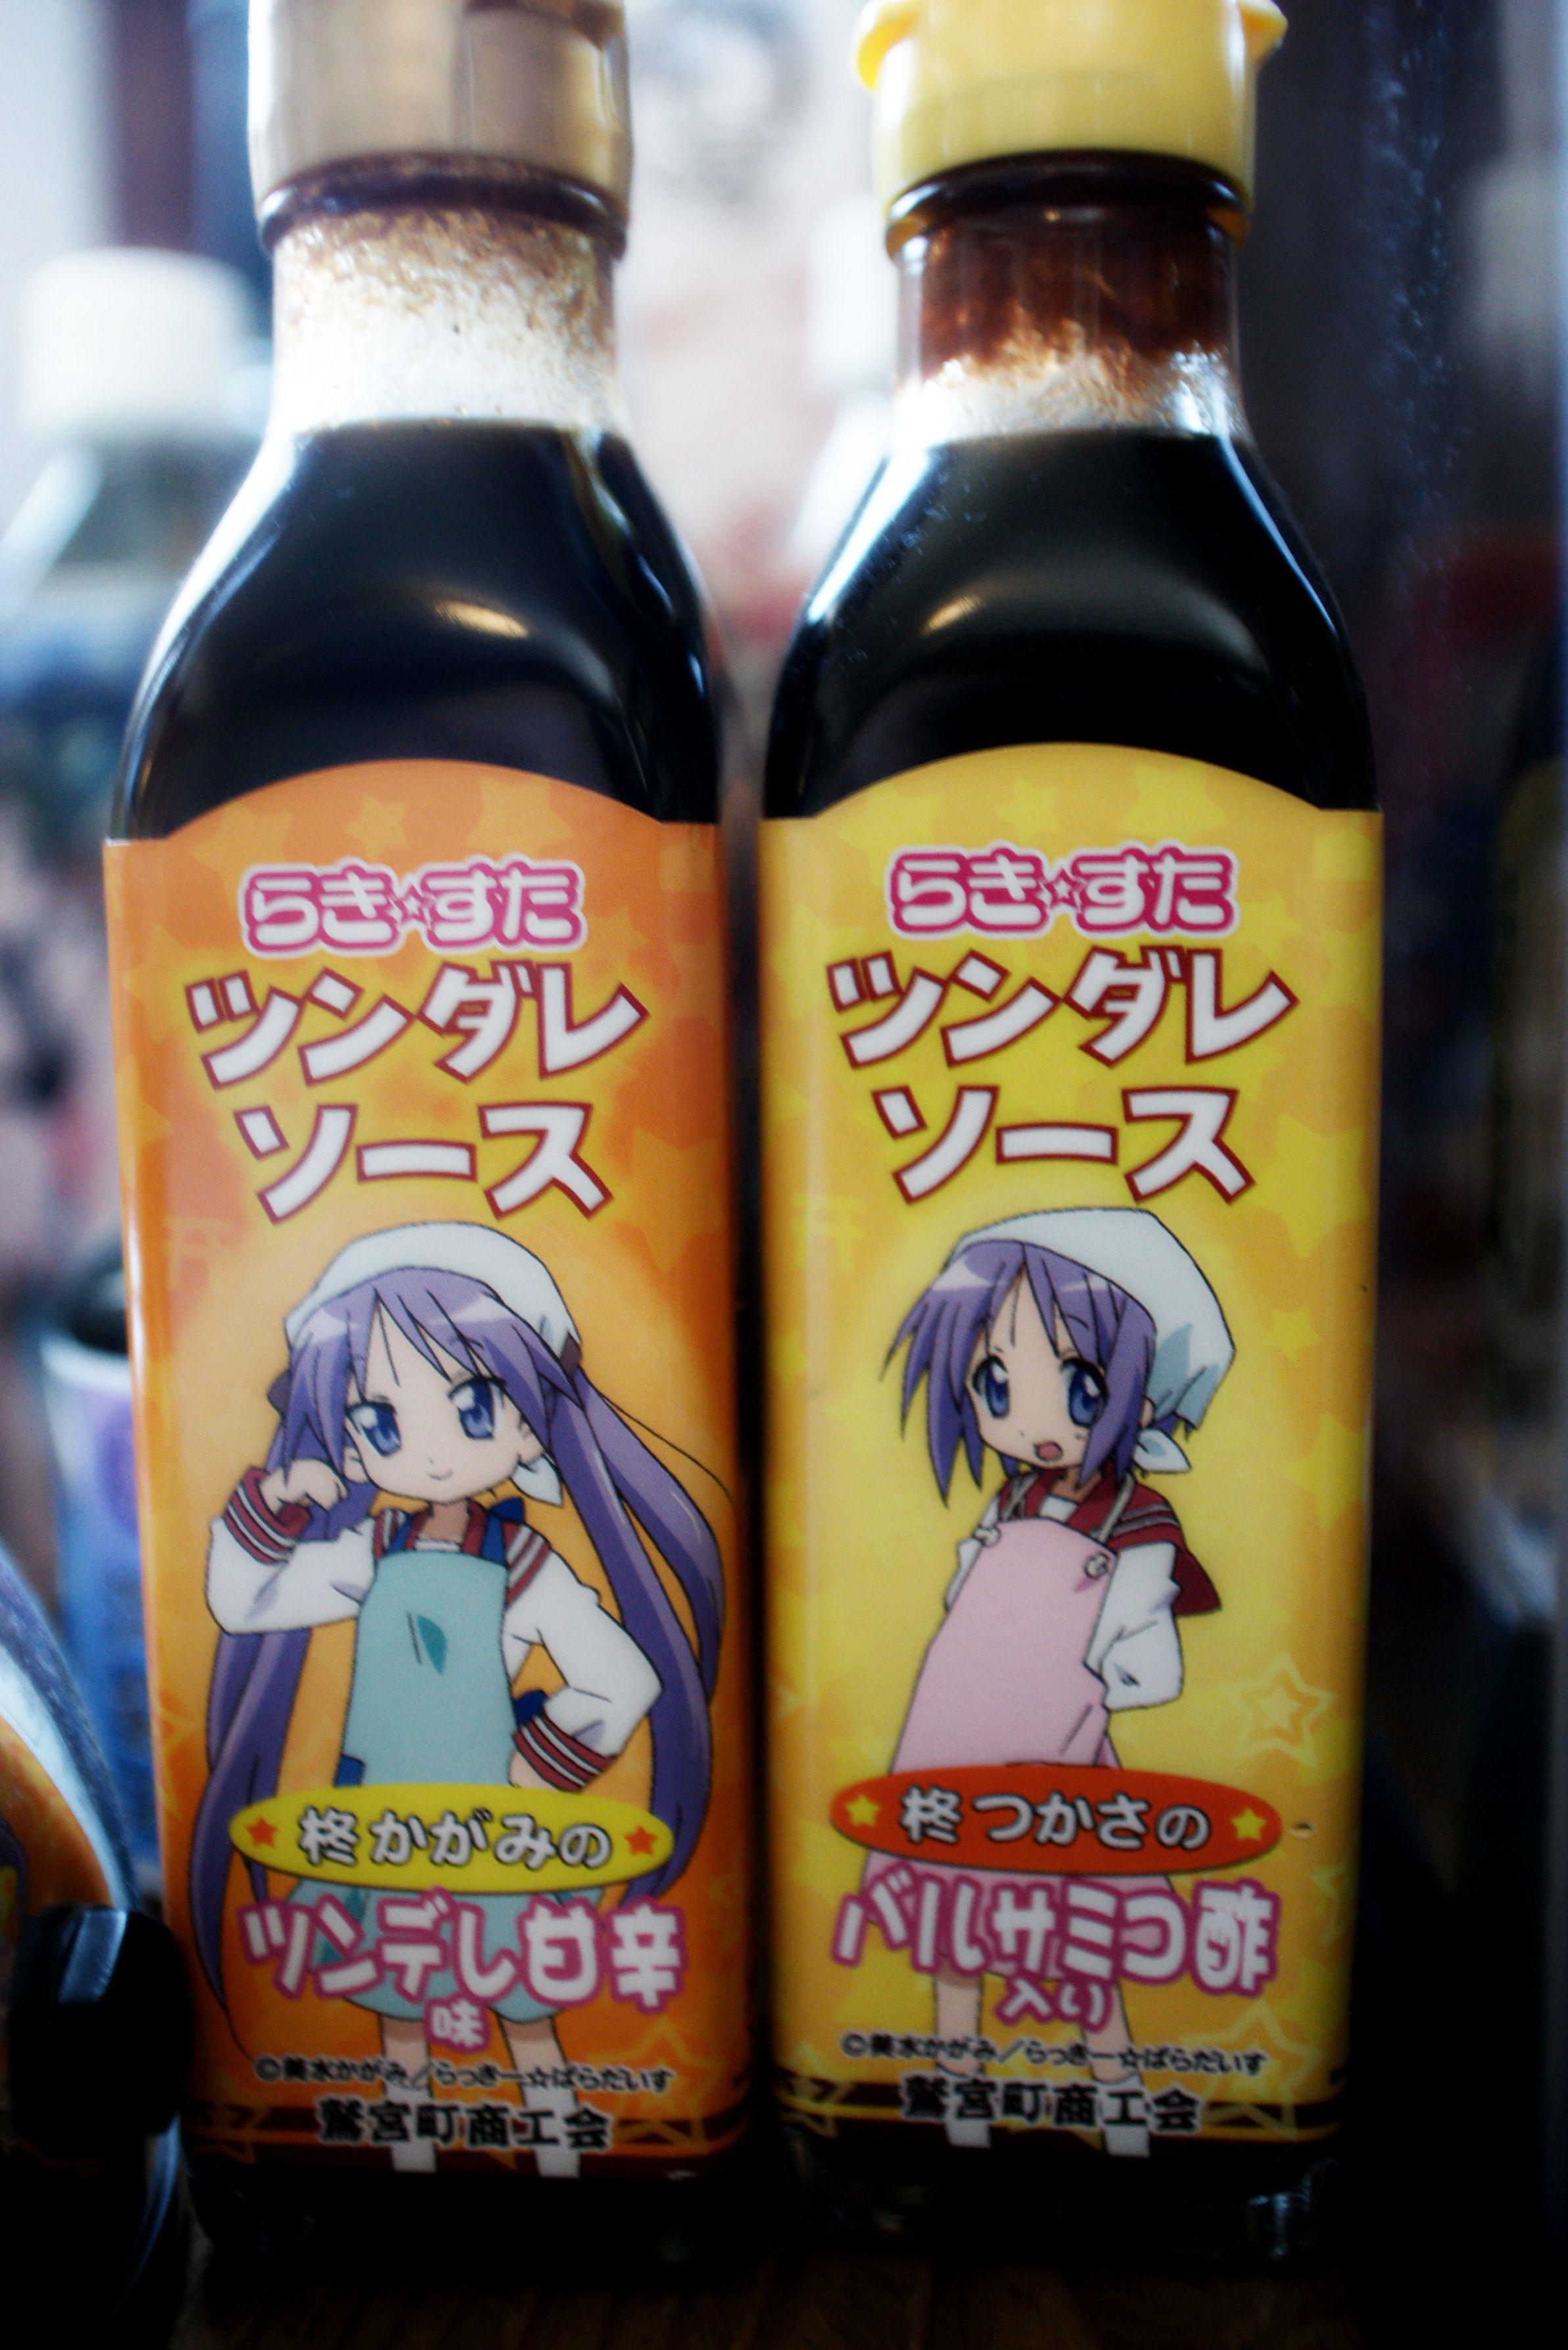 らき☆すた
ツンダレ
ソース
柊かがみの
ツンデレ甘辛
味
©美水かがみ／らっきー☆ぱらだいす
鷲宮町商工会
らき☆すた
ツンダレ
ソース
柊つかさの
バルサミコ酢
入り
©美水かがみ／らっきー☆ぱらだいす
鷲宮町商工会